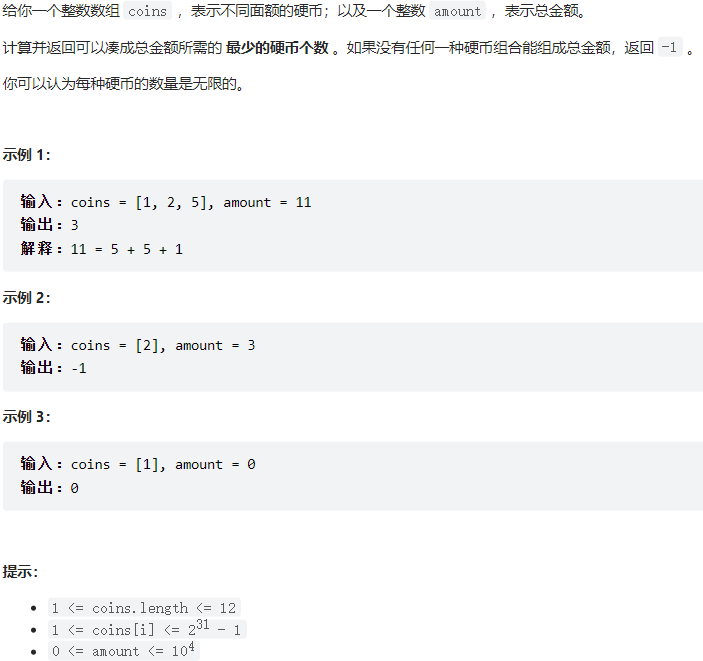 给你一个整数数组 coins ，表示不同面额的硬币；以及一个整数 amount ，表示总金额。
计算并返回可以凑成总金额所需的 最少的硬币个数 。如果没有任何一种硬币组合能组成总金额，返回 -1 。
你可以认为每种硬币的数量是无限的。
示例 1：
输入：coins = [1, 2, 5], amount = 11
输出：3
解释：11 = 5 + 5 + 1
示例 2：
输入：coins = [2], amount = 3
输出：-1
示例 3：
输入：coins = [1], amount = 0
输出：0
提示：
• 1 <= coins.length <= 12
• 1 <= coins[i] <= 2³¹ - 1
• 0 <= amount <= 10⁴